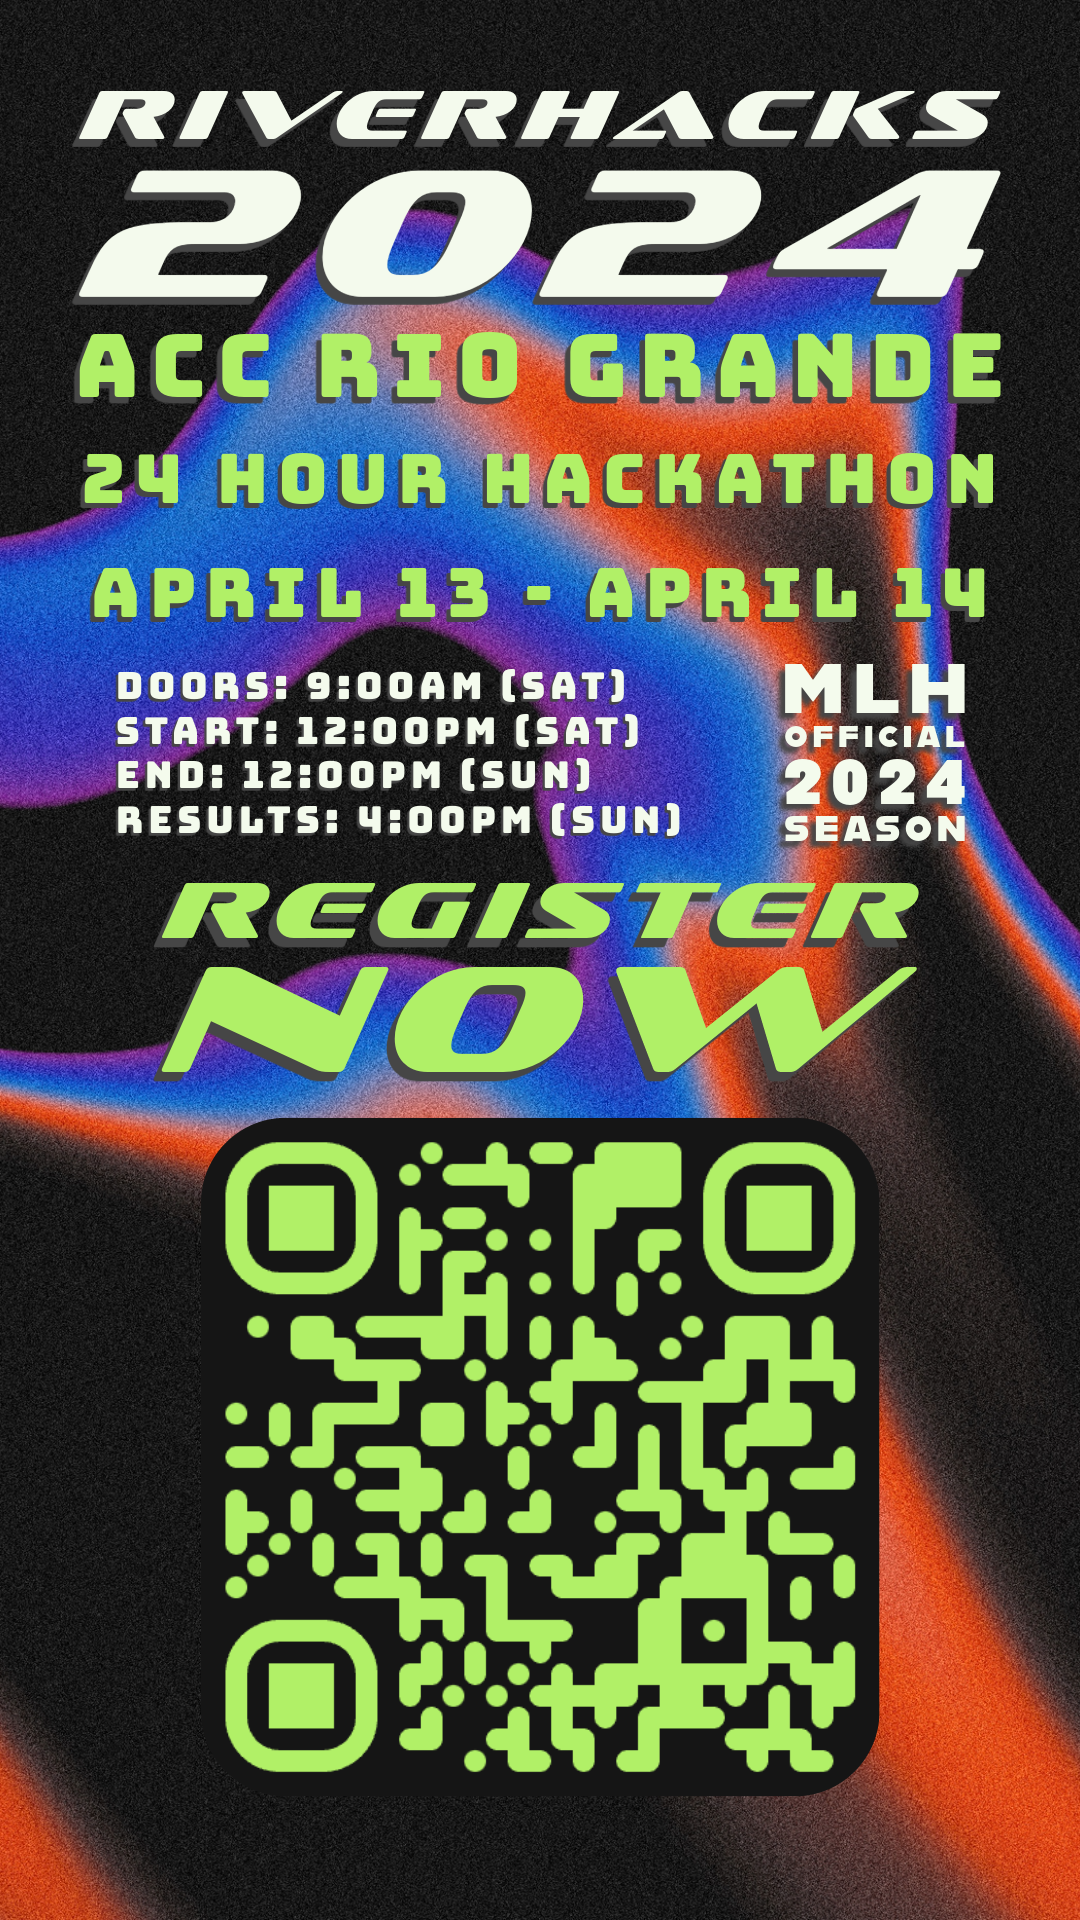 RIVERHACKS
2024
ACC RIO GRANDE
24 HOUR HACKATHON
APRIL 13 - APRIL 14
DOORS: 9:00AM (SAT)
START: 12:00PM (SAT)
END: 12:00PM (SUN)
RESULTS: 4:00PM (SUN)
MLH
OFFICIAL
2024
SEASON
REGISTER
NOW